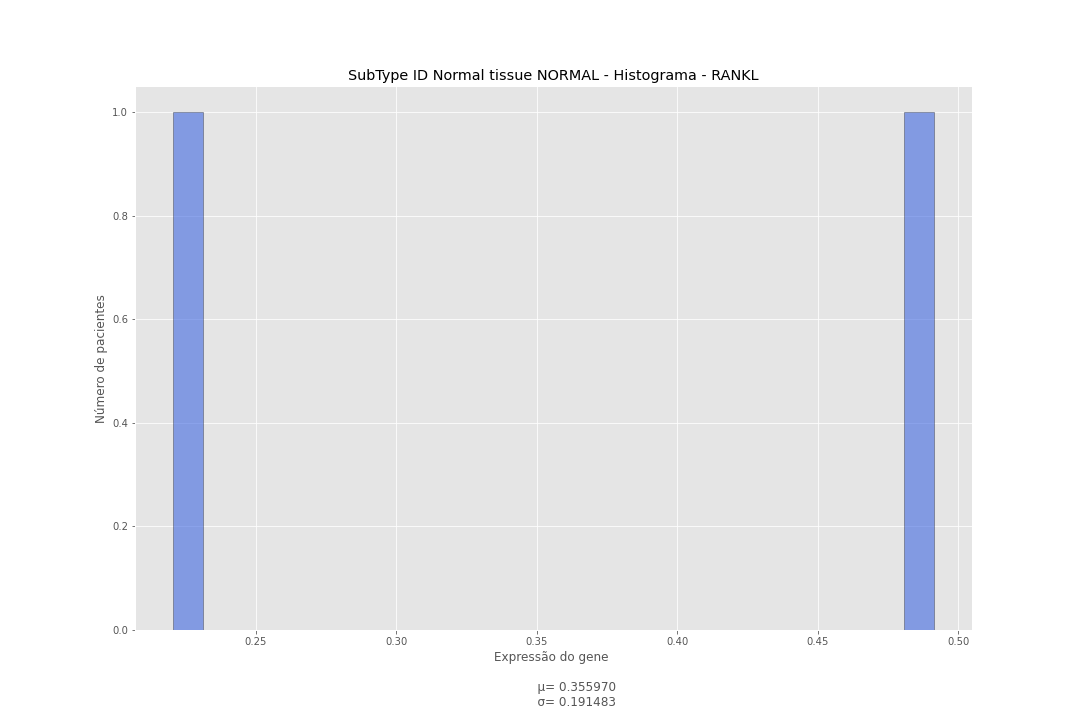 SubType ID Normal tissue NORMAL - Histograma - RANKL
1.0
0.8
0.6
0.4
0.2
0.0
Número de pacientes
0.25 0.30 0.35 0.40 0.45 0.50
Expressão do gene
μ= 0.355970
σ= 0.191483